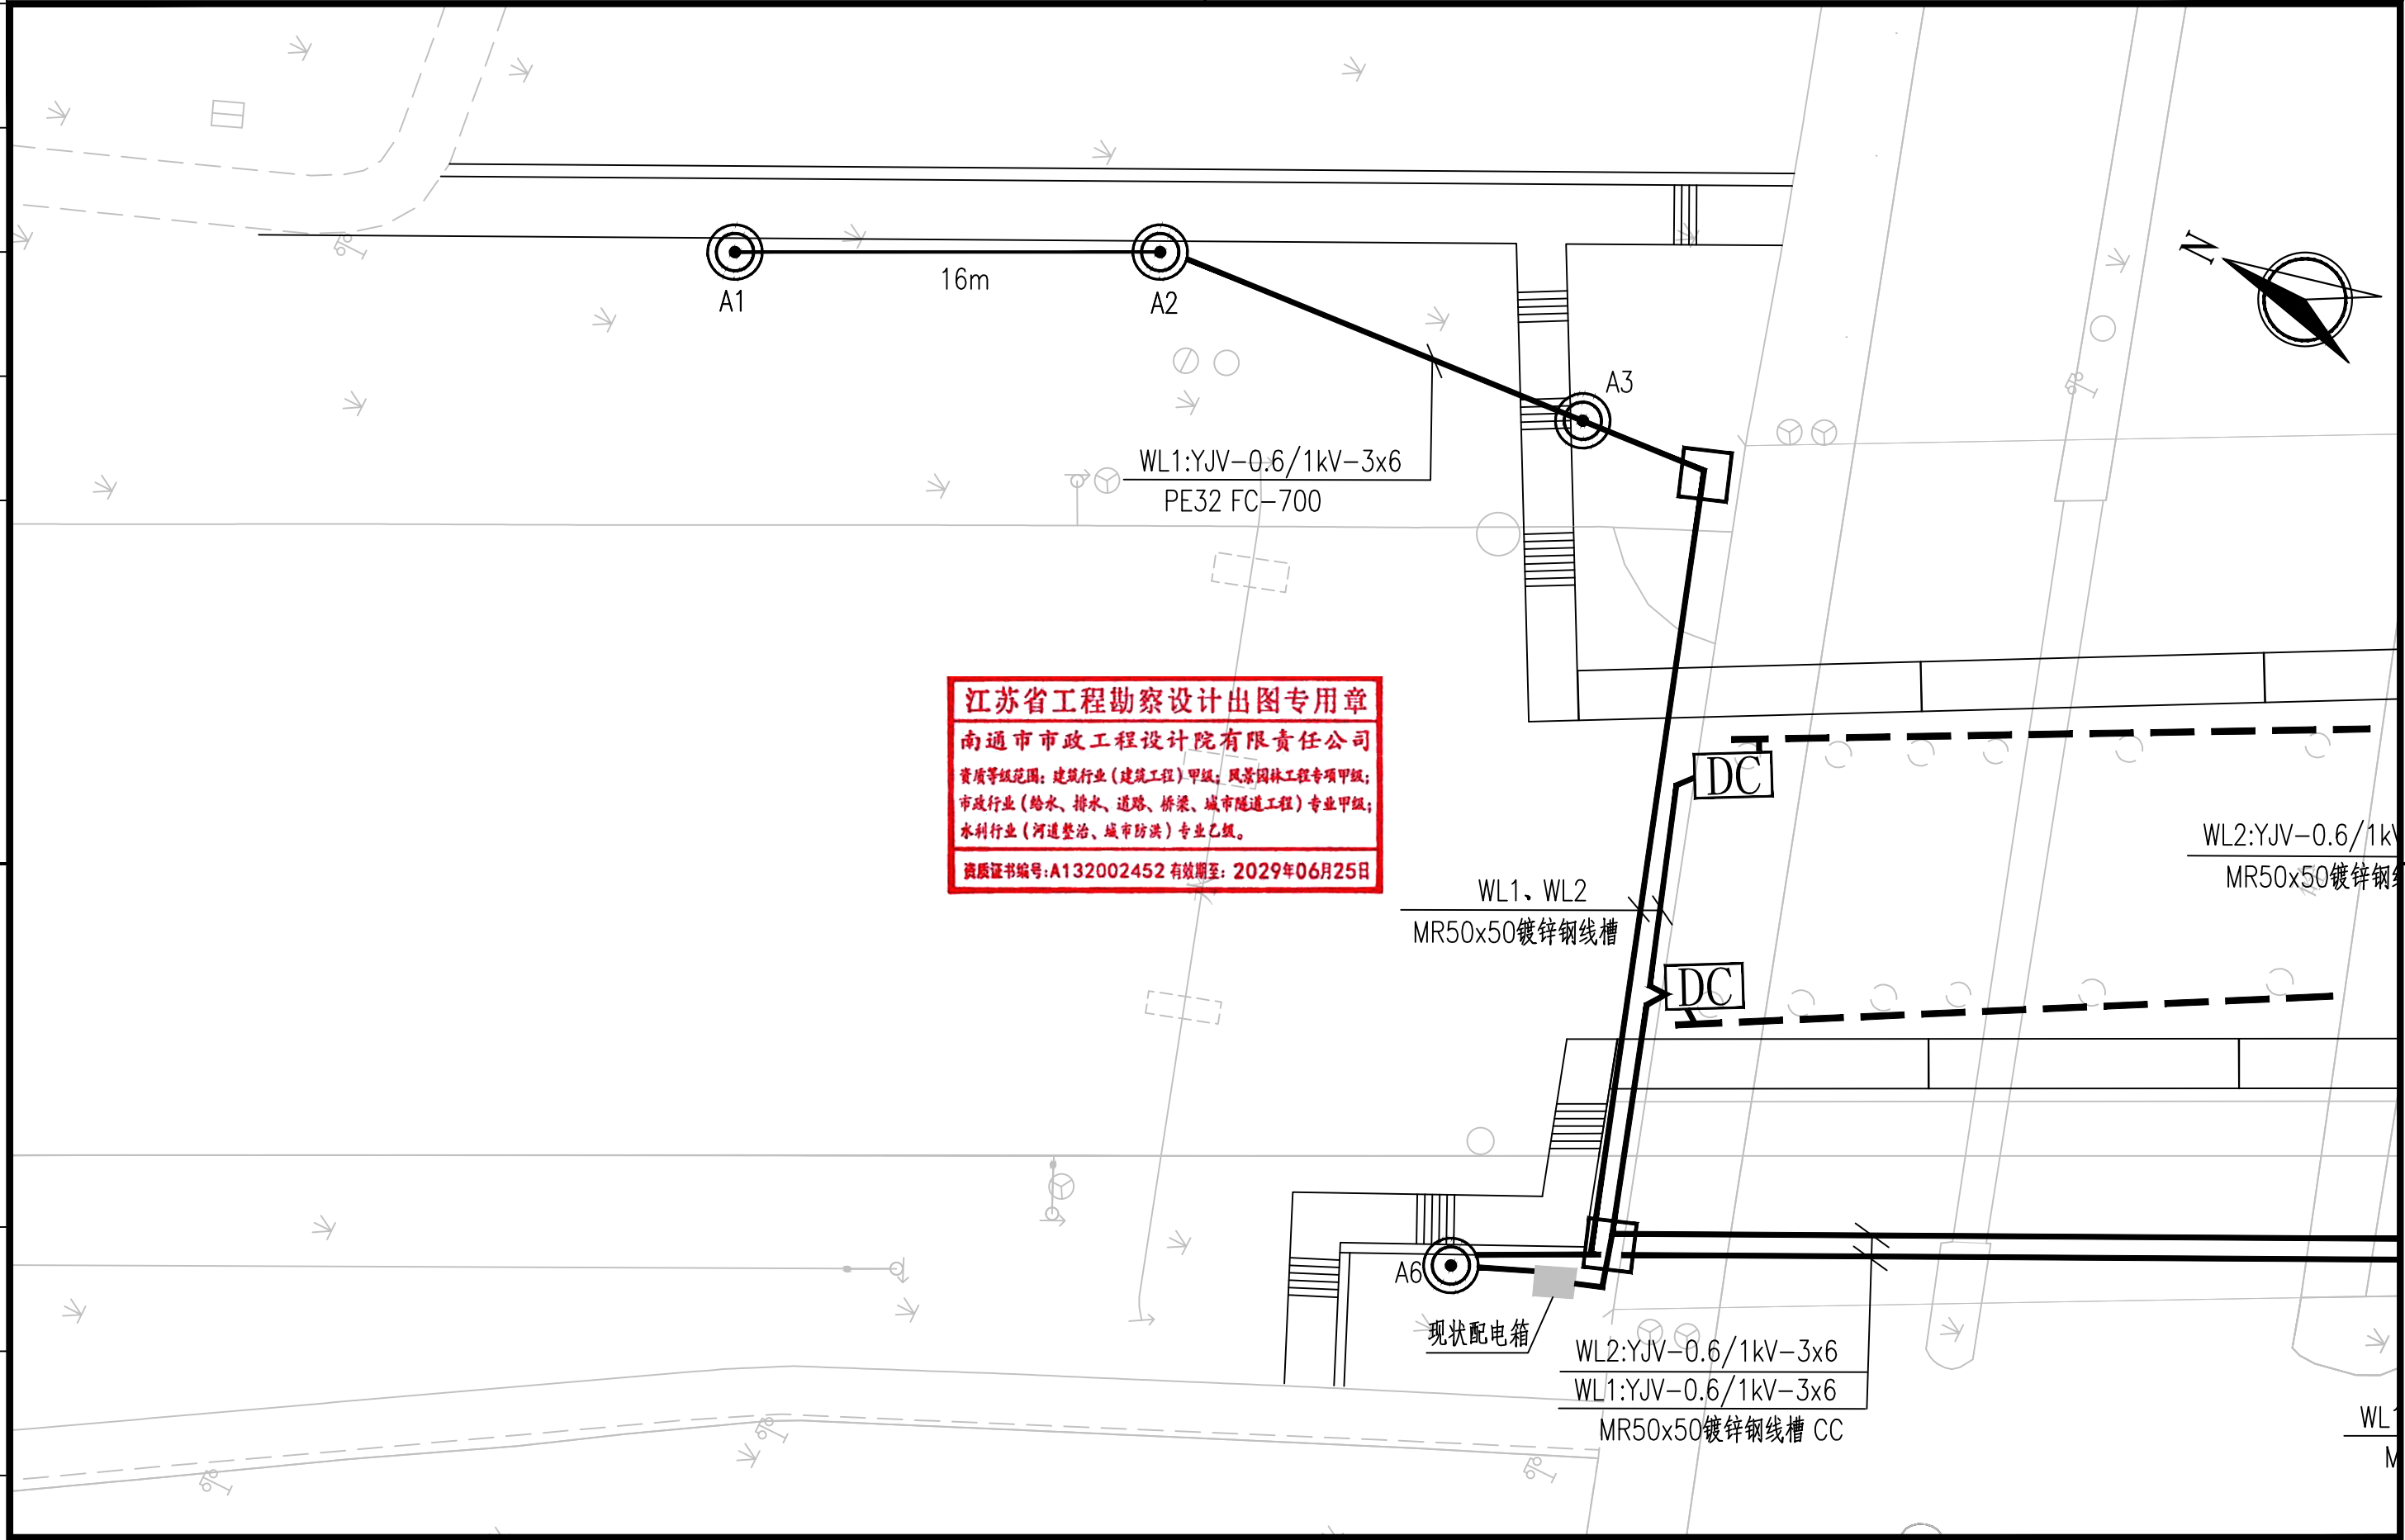 N
16m
A1
A2
A3
WL1:YJV-0.6/1kV-3x6
PE32 FC-700
江苏省工程勘察设计出图专用章
南通市市政工程设计院有限责任公司
资质等级范围：建筑行业（建筑工程）甲级；风景园林工程专项甲级；
市政行业（给水、排水、道路、桥梁、城市隧道工程）专业甲级；
水利行业（河道整治、城市防洪）专业乙级。
资质证书编号:A132002452 有效期至: 2029年06月25日
DC
WL2:YJV-0.6/1kV
MR50x50镀锌钢
WL1、WL2
MR50x50镀锌钢线槽
DC
A6
现状配电箱
WL2:YJV-0.6/1kV-3x6
WL1:YJV-0.6/1kV-3x6
MR50x50镀锌钢线槽 CC
WL1
M